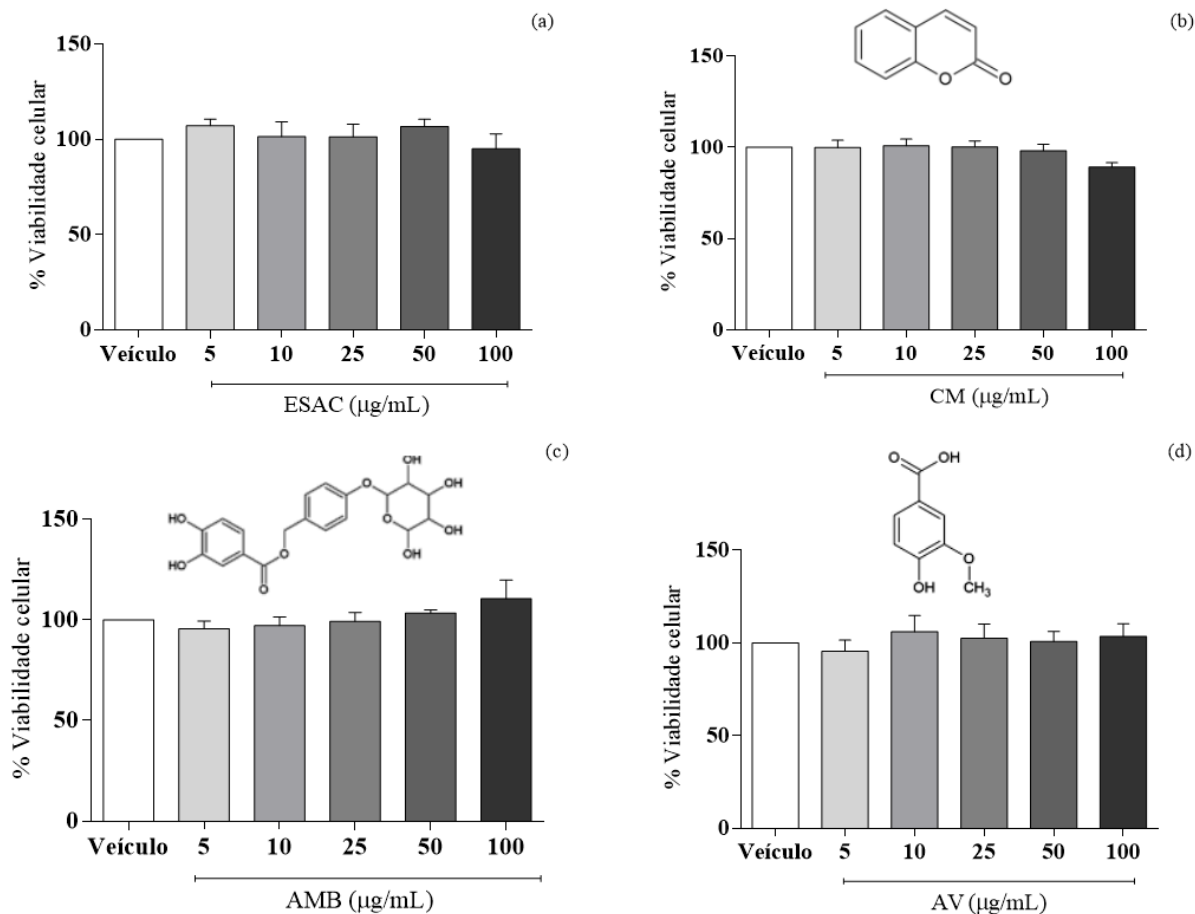 (a)
150
100
50
0
% Viabilidade celular
Veículo 5 10 25 50 100
ESAC (µg/mL)
(b)
O O
150
100
50
0
% Viabilidade celular
Veículo 5 10 25 50 100
CM (µg/mL)
(c)
OH
O OH
HO O OH
HO O OH
O
150
100
50
0
% Viabilidade celular
Veículo 5 10 25 50 100
AMB (µg/mL)
(d)
O OH
O
OH CH₃
150
100
50
0
% Viabilidade celular
Veículo 5 10 25 50 100
AV (µg/mL)